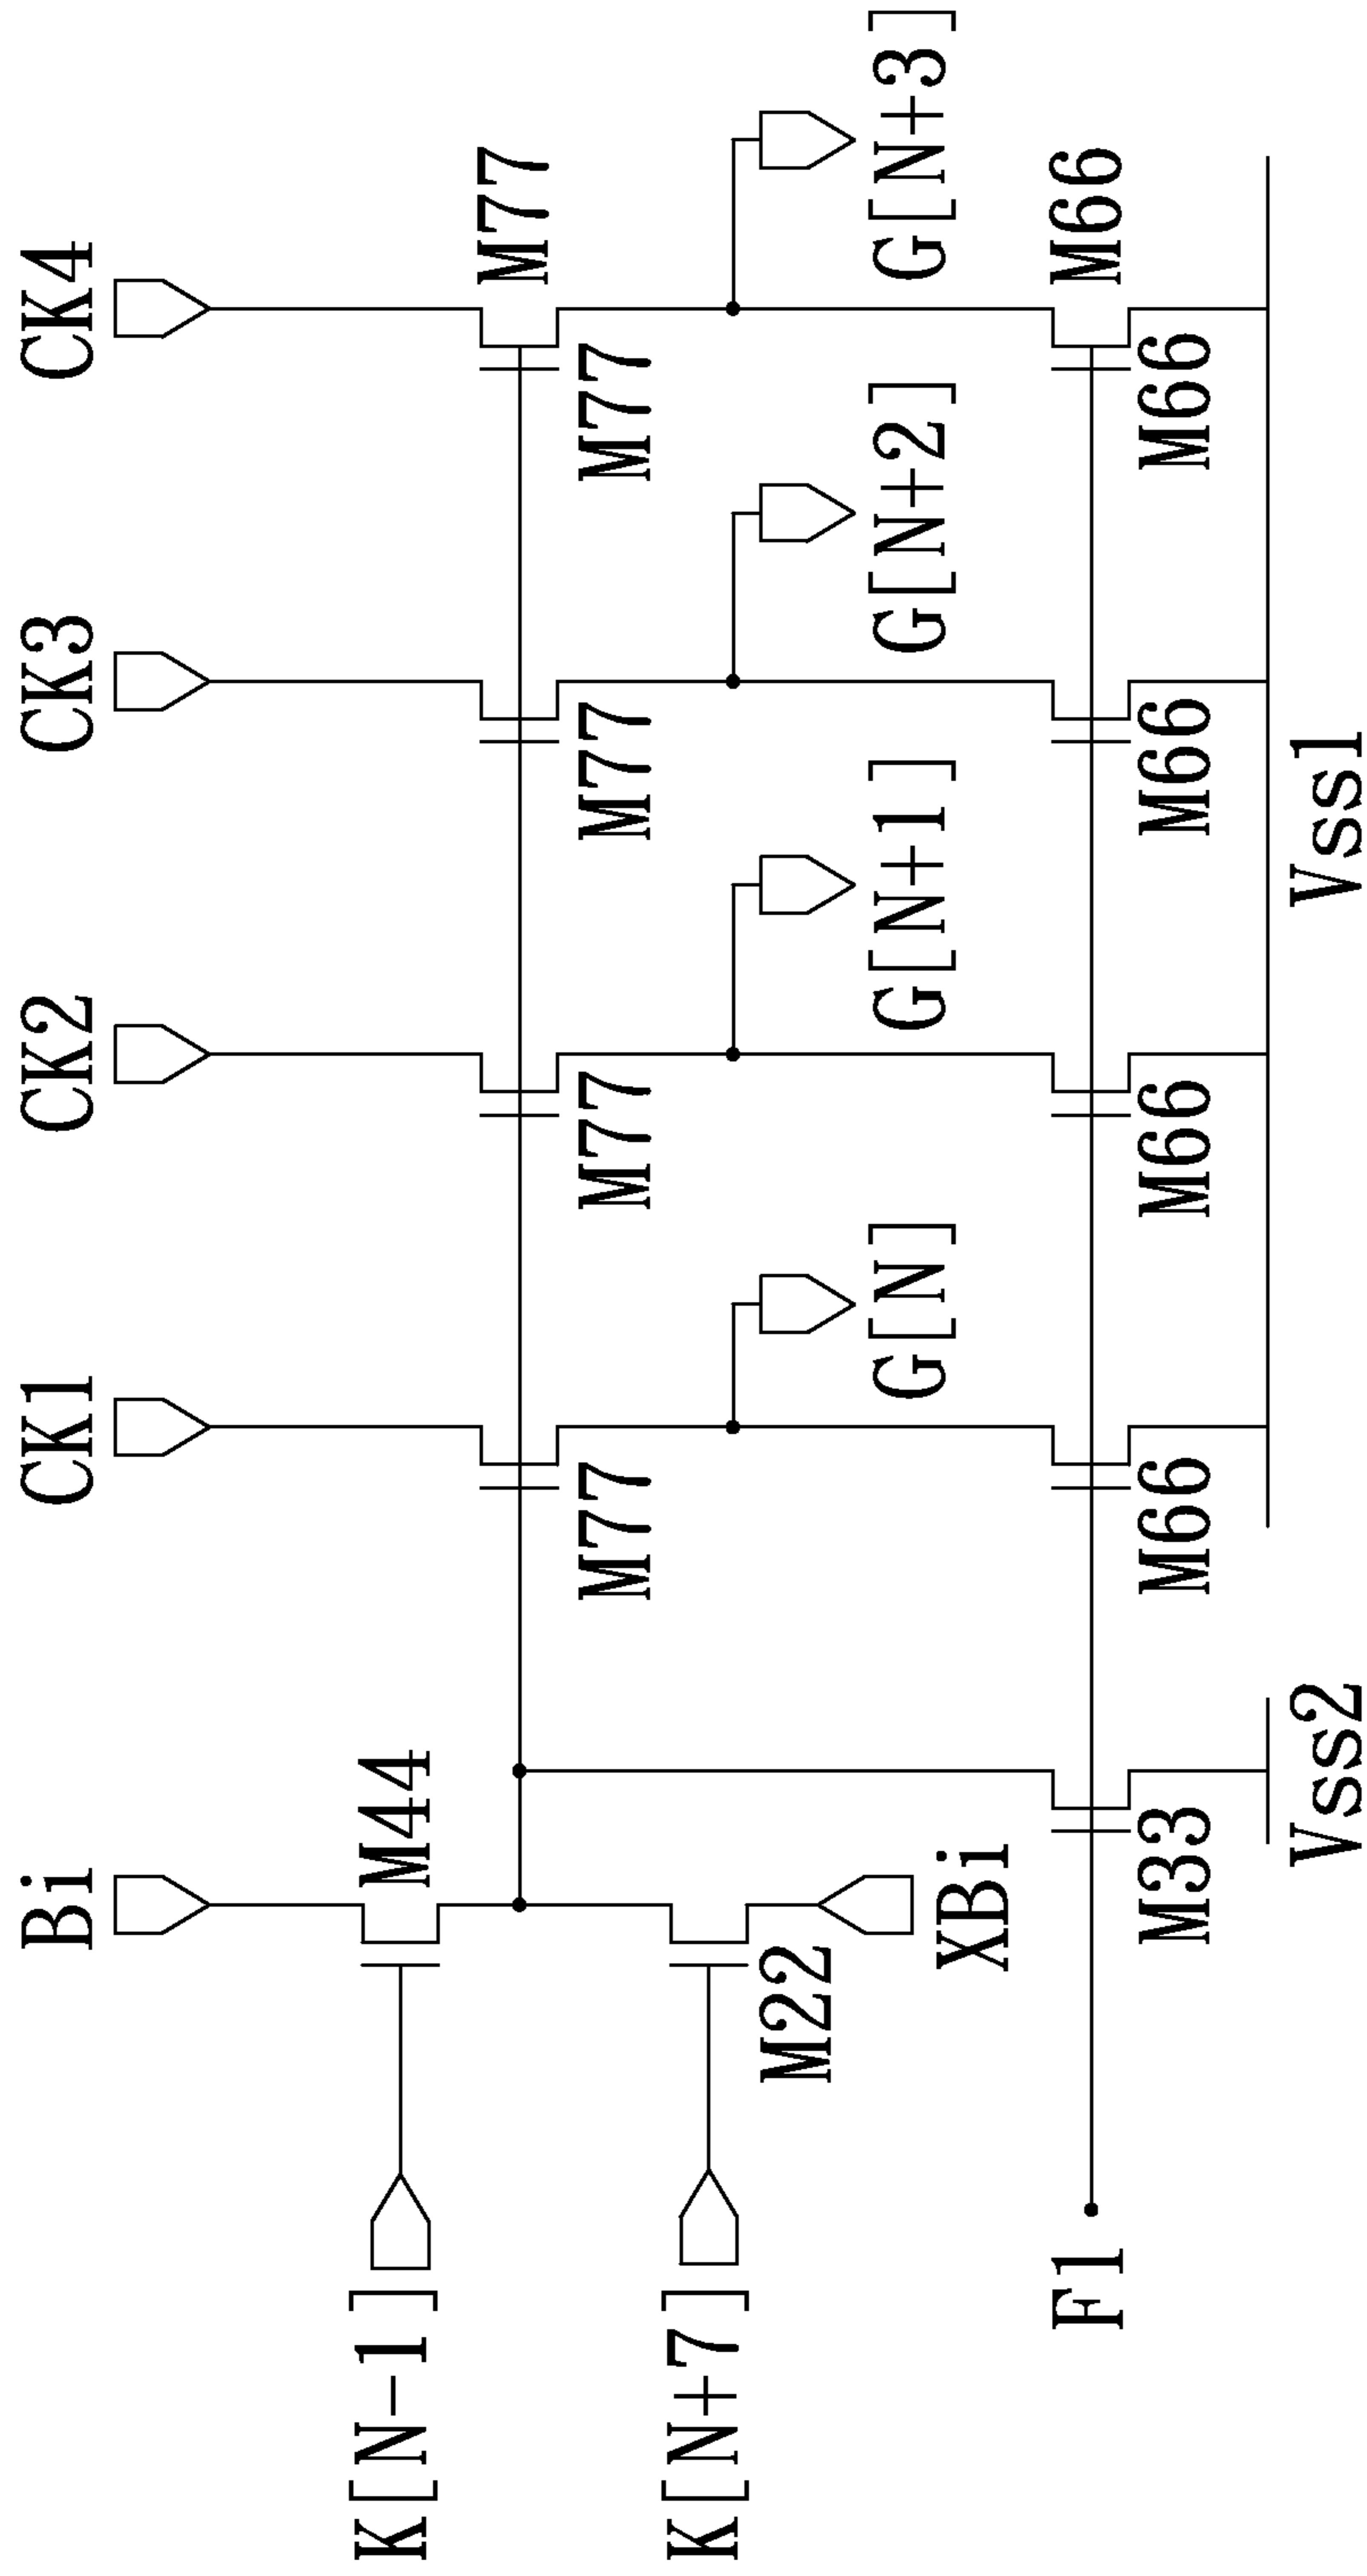 Bi
CK1
CK2
CK3
CK4
K[N-1]
M44
M77
M77
M77
M77
M77
K[N+7]
M22
XBi
G[N]
G[N+1]
G[N+2]
G[N+3]
F1
M33
M66
M66
M66
M66
M66
Vss2
Vss1